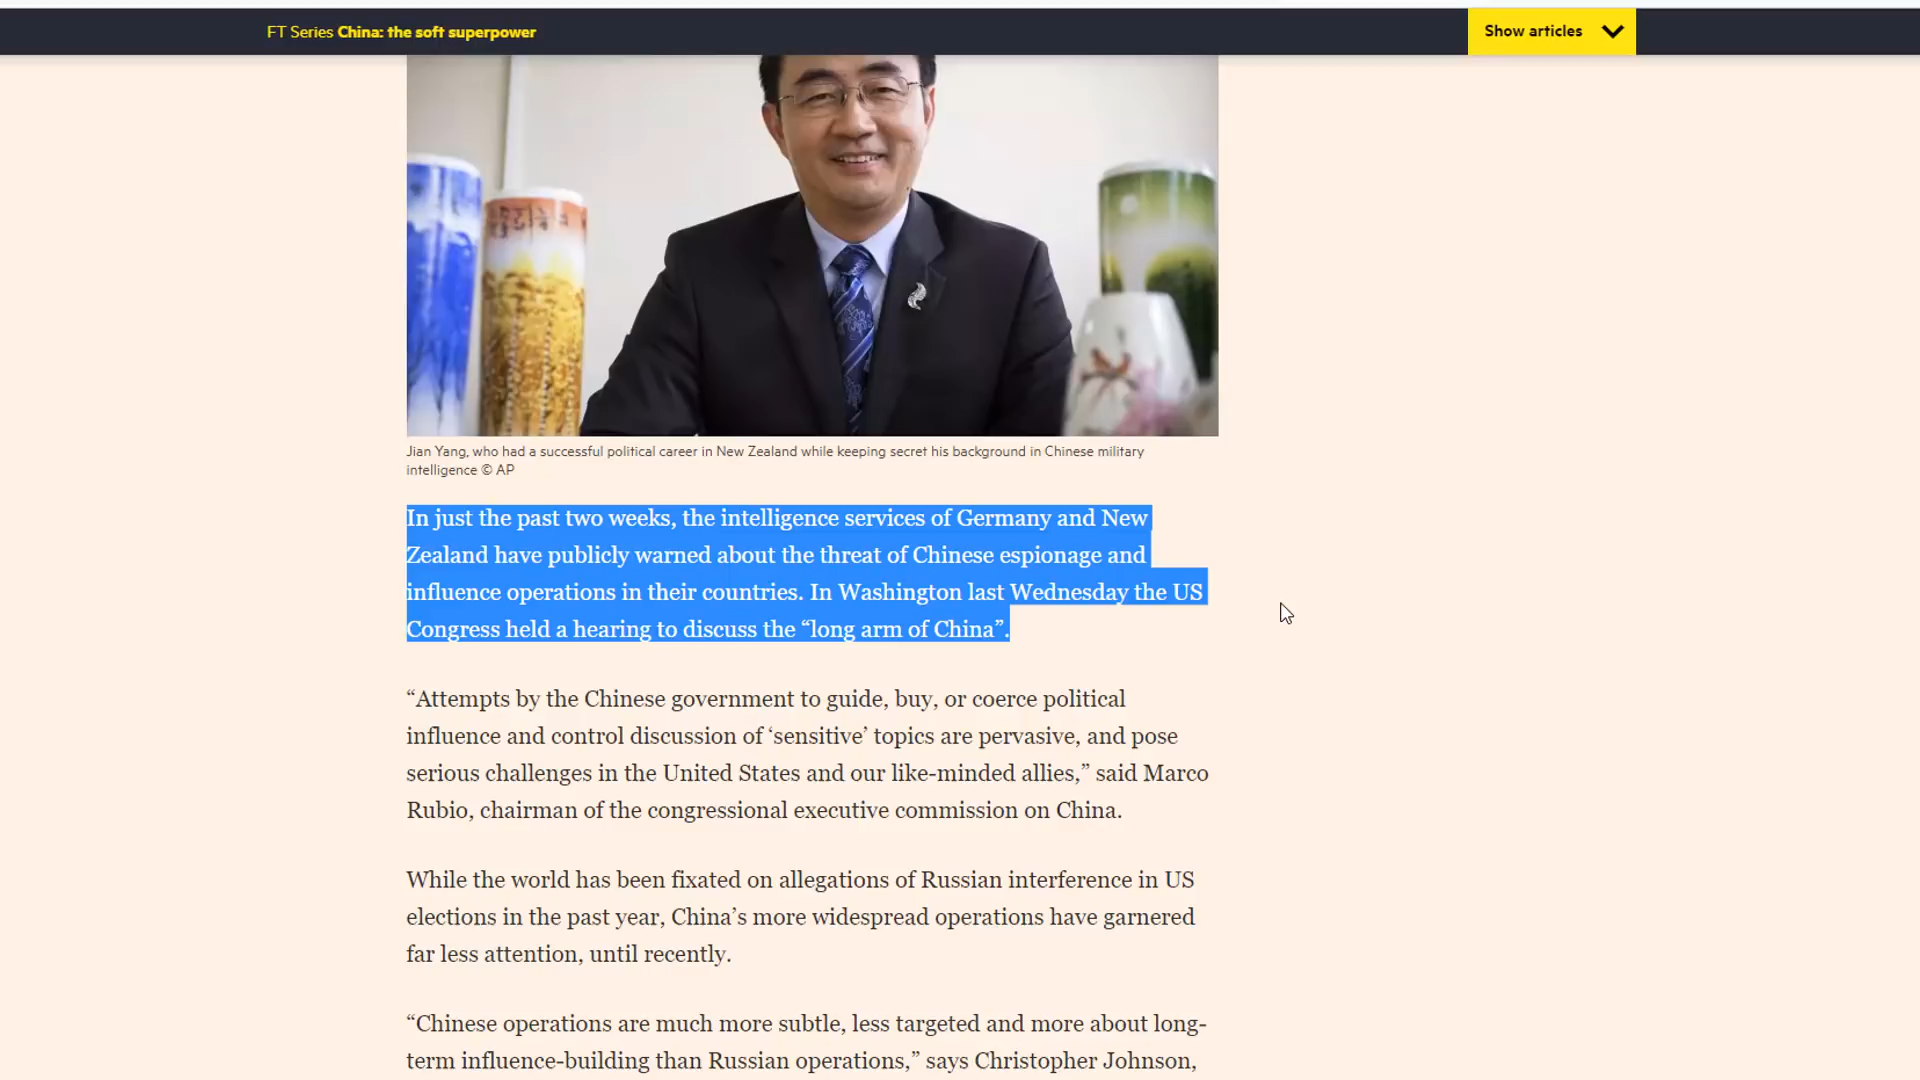 FT Series China: the soft superpower
Show articles
Jian Yang, who had a successful political career in New Zealand while keeping secret his background in Chinese military
intelligence © AP
In just the past two weeks, the intelligence services of Germany and New
Zealand have publicly warned about the threat of Chinese espionage and
influence operations in their countries. In Washington last Wednesday the US
Congress held a hearing to discuss the “long arm of China”.
“Attempts by the Chinese government to guide, buy, or coerce political
influence and control discussion of ‘sensitive’ topics are pervasive, and pose
serious challenges in the United States and our like-minded allies,” said Marco
Rubio, chairman of the congressional executive commission on China.
While the world has been fixated on allegations of Russian interference in US
elections in the past year, China’s more widespread operations have garnered
far less attention, until recently.
“Chinese operations are much more subtle, less targeted and more about long-
term influence-building than Russian operations,” says Christopher Johnson,